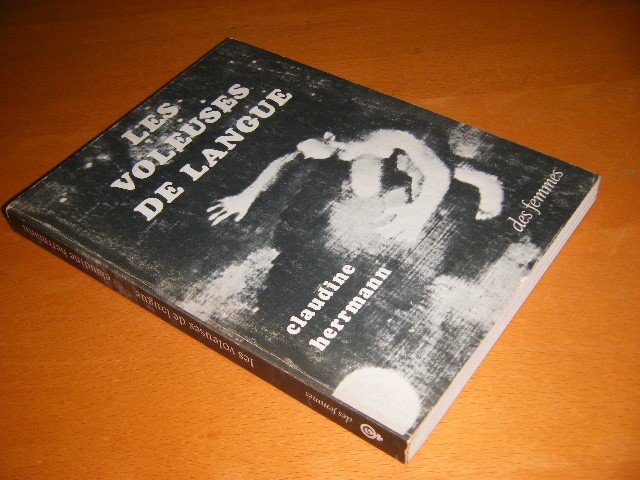 LES
VOLEUSES
DE LANGUE
des femmes
claudine
herrmann
claudine herrmann
les voleuses de langue
des femmes